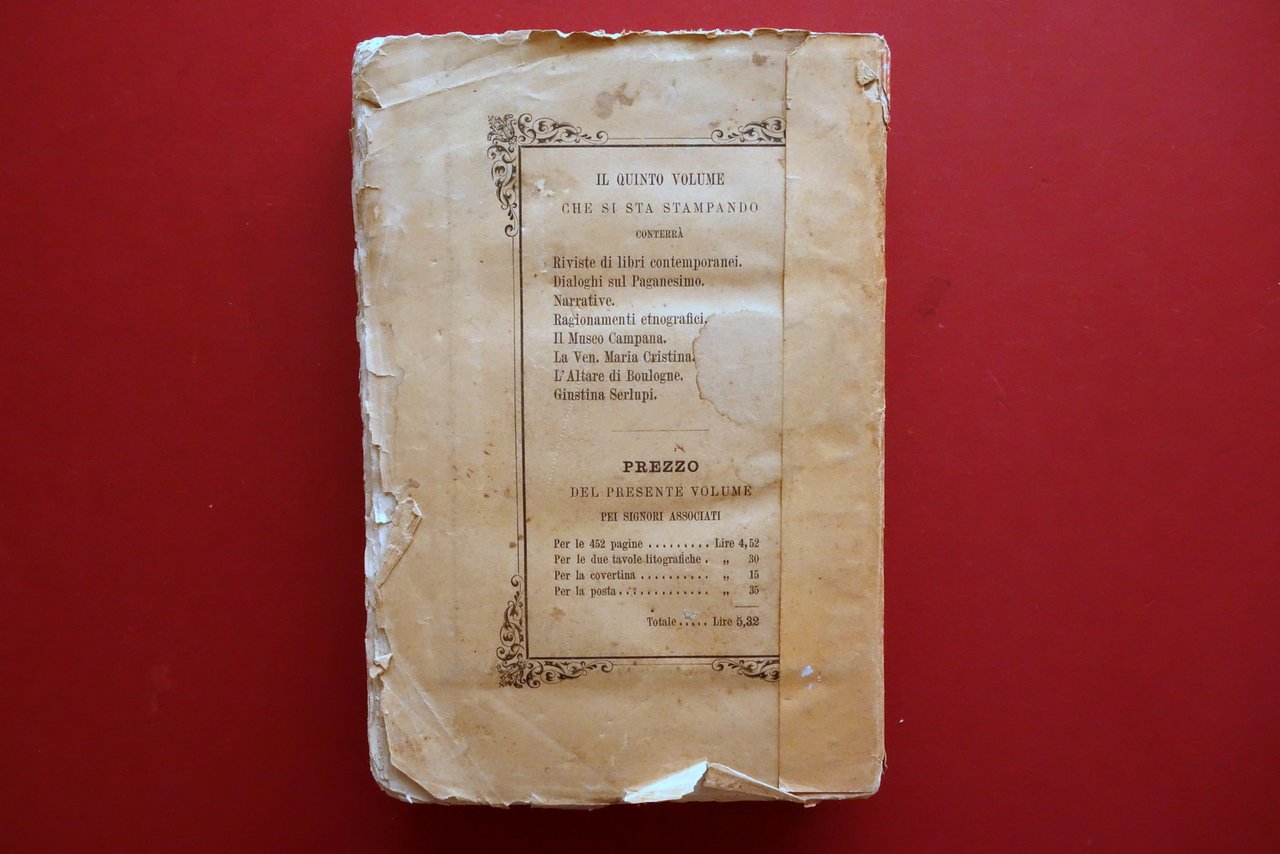 IL QUINTO VOLUME
CHE SI STA STAMPANDO
CONTERRÀ
Riviste di libri contemporanei.
Dialoghi sul Paganesimo.
Narrative.
Ragionamenti etnografici.
Il Museo Campana.
La Ven. Maria Cristina.
L'Altare di Boulogne.
Giustina Serlupi.
PREZZO
DEL PRESENTE VOLUME
PEI SIGNORI ASSOCIATI
Per le 452 pagine ......... Lire 4,52
Per le due tavole litografiche . „ 30
Per la covertina .......... „ 15
Per la posta ............. „ 35
Totale ..... Lire 5,32